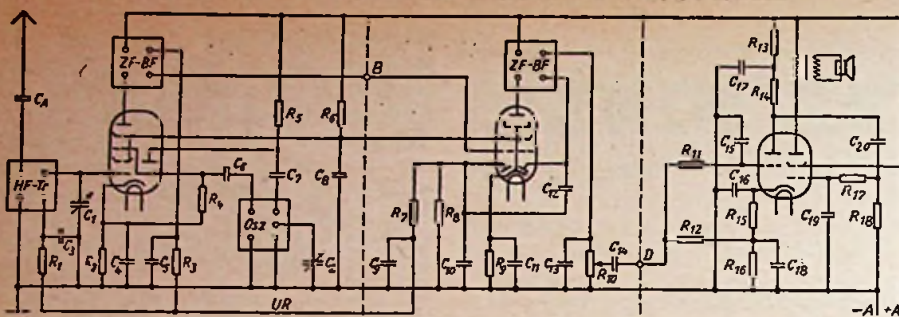 ZF-BF
ZF-BF
R13
B
C17
R14
CA
R5
R6
C15
C20
R11
C6
C7
C8
C12
C16
HF-Tr
C1
R4
R7
R8
R17
Osz
R15
R18
C3
R12
C19
C14
D
R1
R2
C4
C5
R3
C9
C10
R9
C11
C13
R10
R16
C18
UR
-A
+A